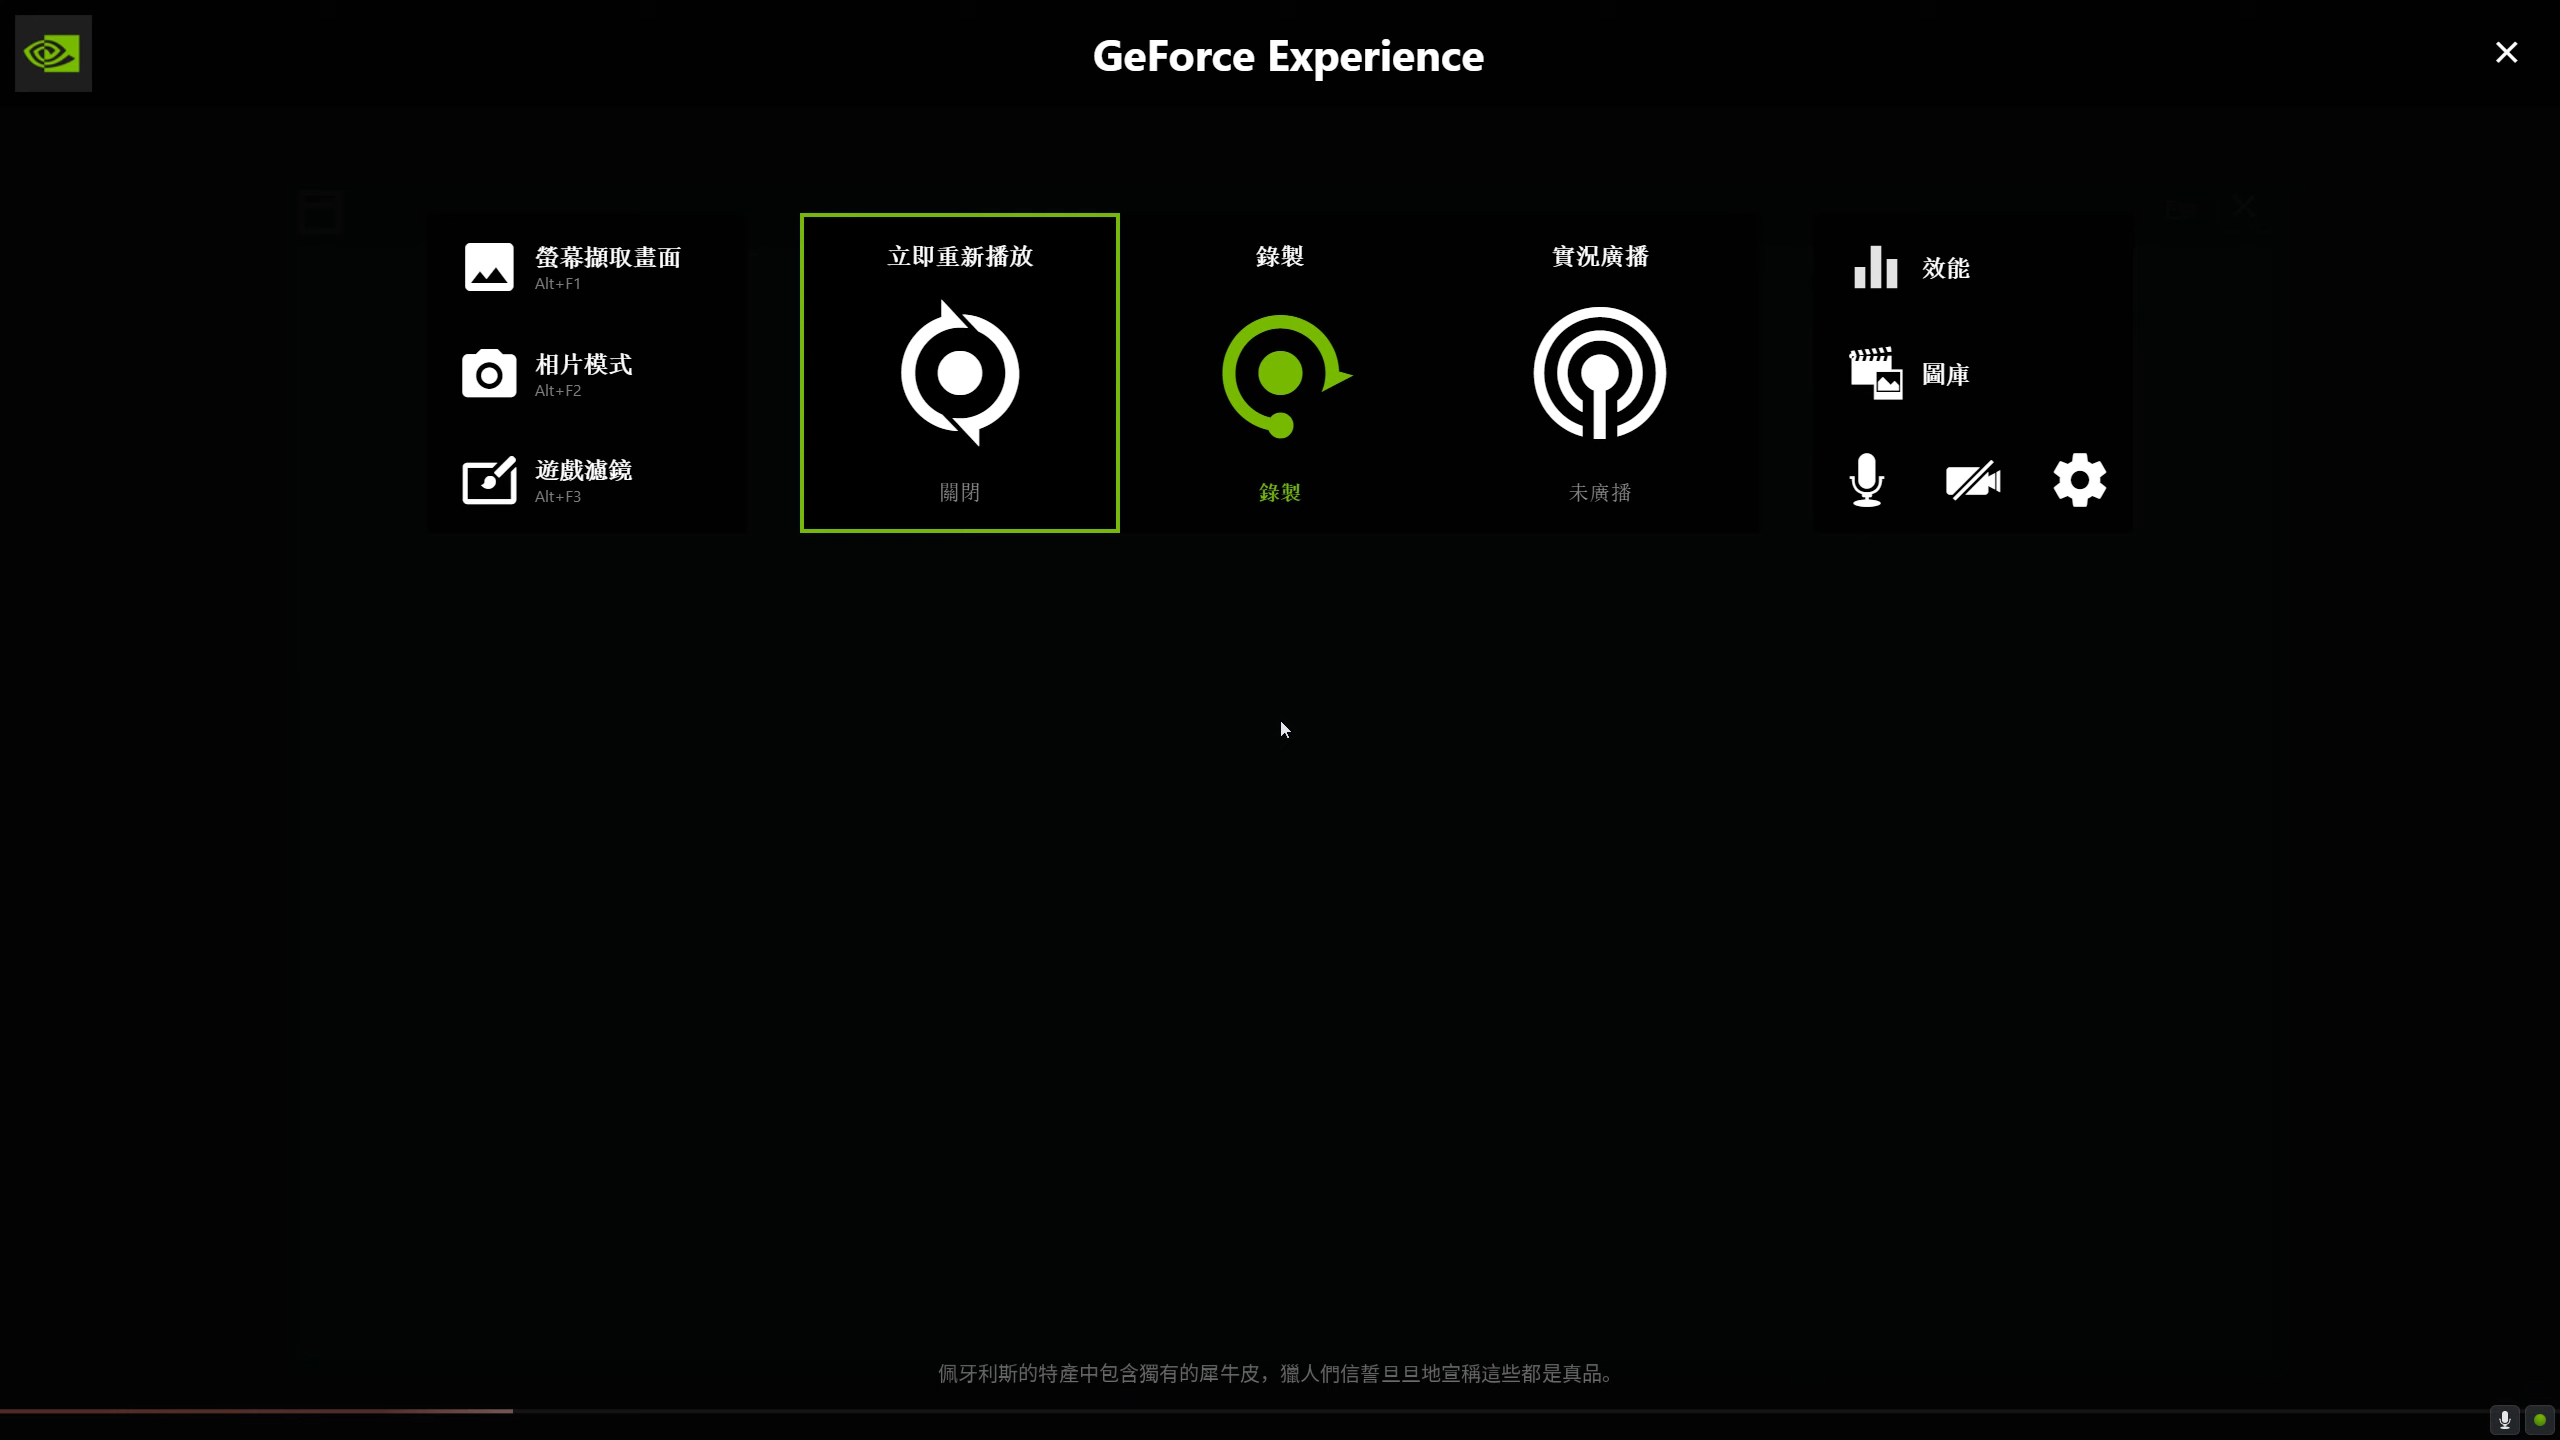 GeForce Experience
螢幕擷取畫面
Alt+F1
相片模式
Alt+F2
遊戲濾鏡
Alt+F3
立即重新播放
關閉
錄製
錄製
實況廣播
未廣播
效能
圖庫
佩牙利斯的特產中包含獨有的犀牛皮，獵人們信誓旦旦地宣稱這些都是真品。